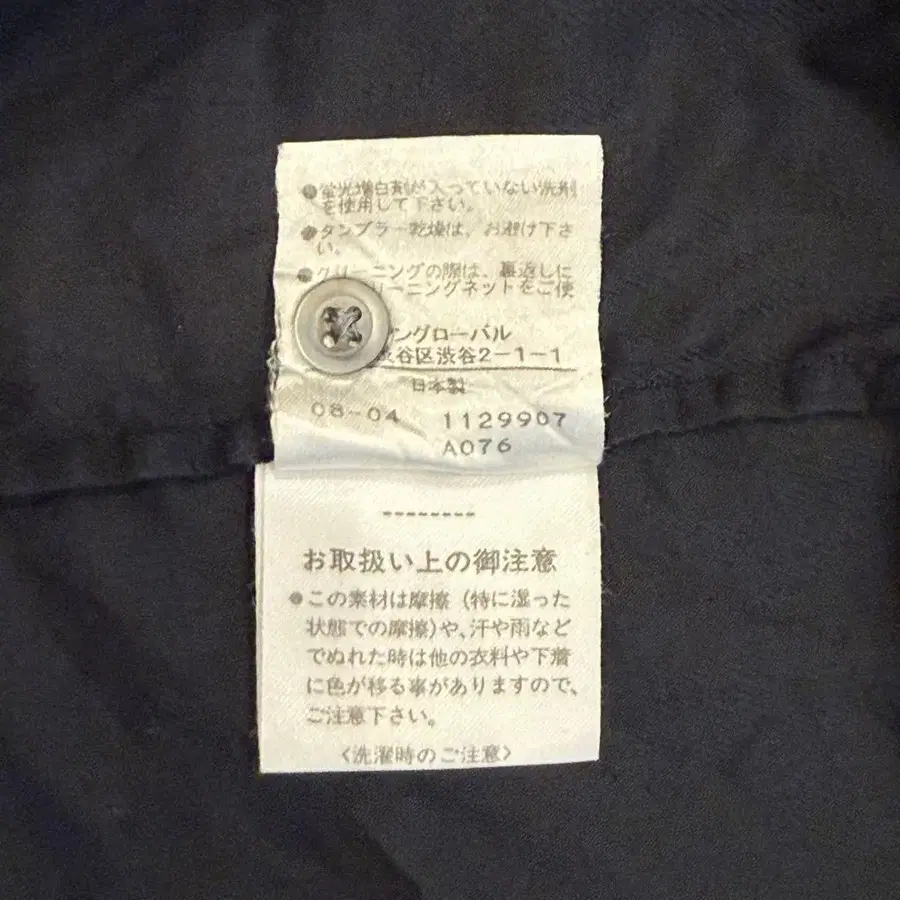 ●蛍光増白剤が入っていない洗剤
を使用して下さい。
●タンブラー乾燥は、お避け下さ
い。
●クリーニングの際は、裏返しに
リーニングネットをご使
ングローバル
谷区渋谷2-1-1
日本製
08-04 1129907
A076
--------
お取扱い上の御注意
●この素材は摩擦(特に湿った
状態での摩擦)や、汗や雨など
でぬれた時は他の衣料や下着
に色が移る事がありますので、
ご注意下さい。
〈洗濯時のご注意〉